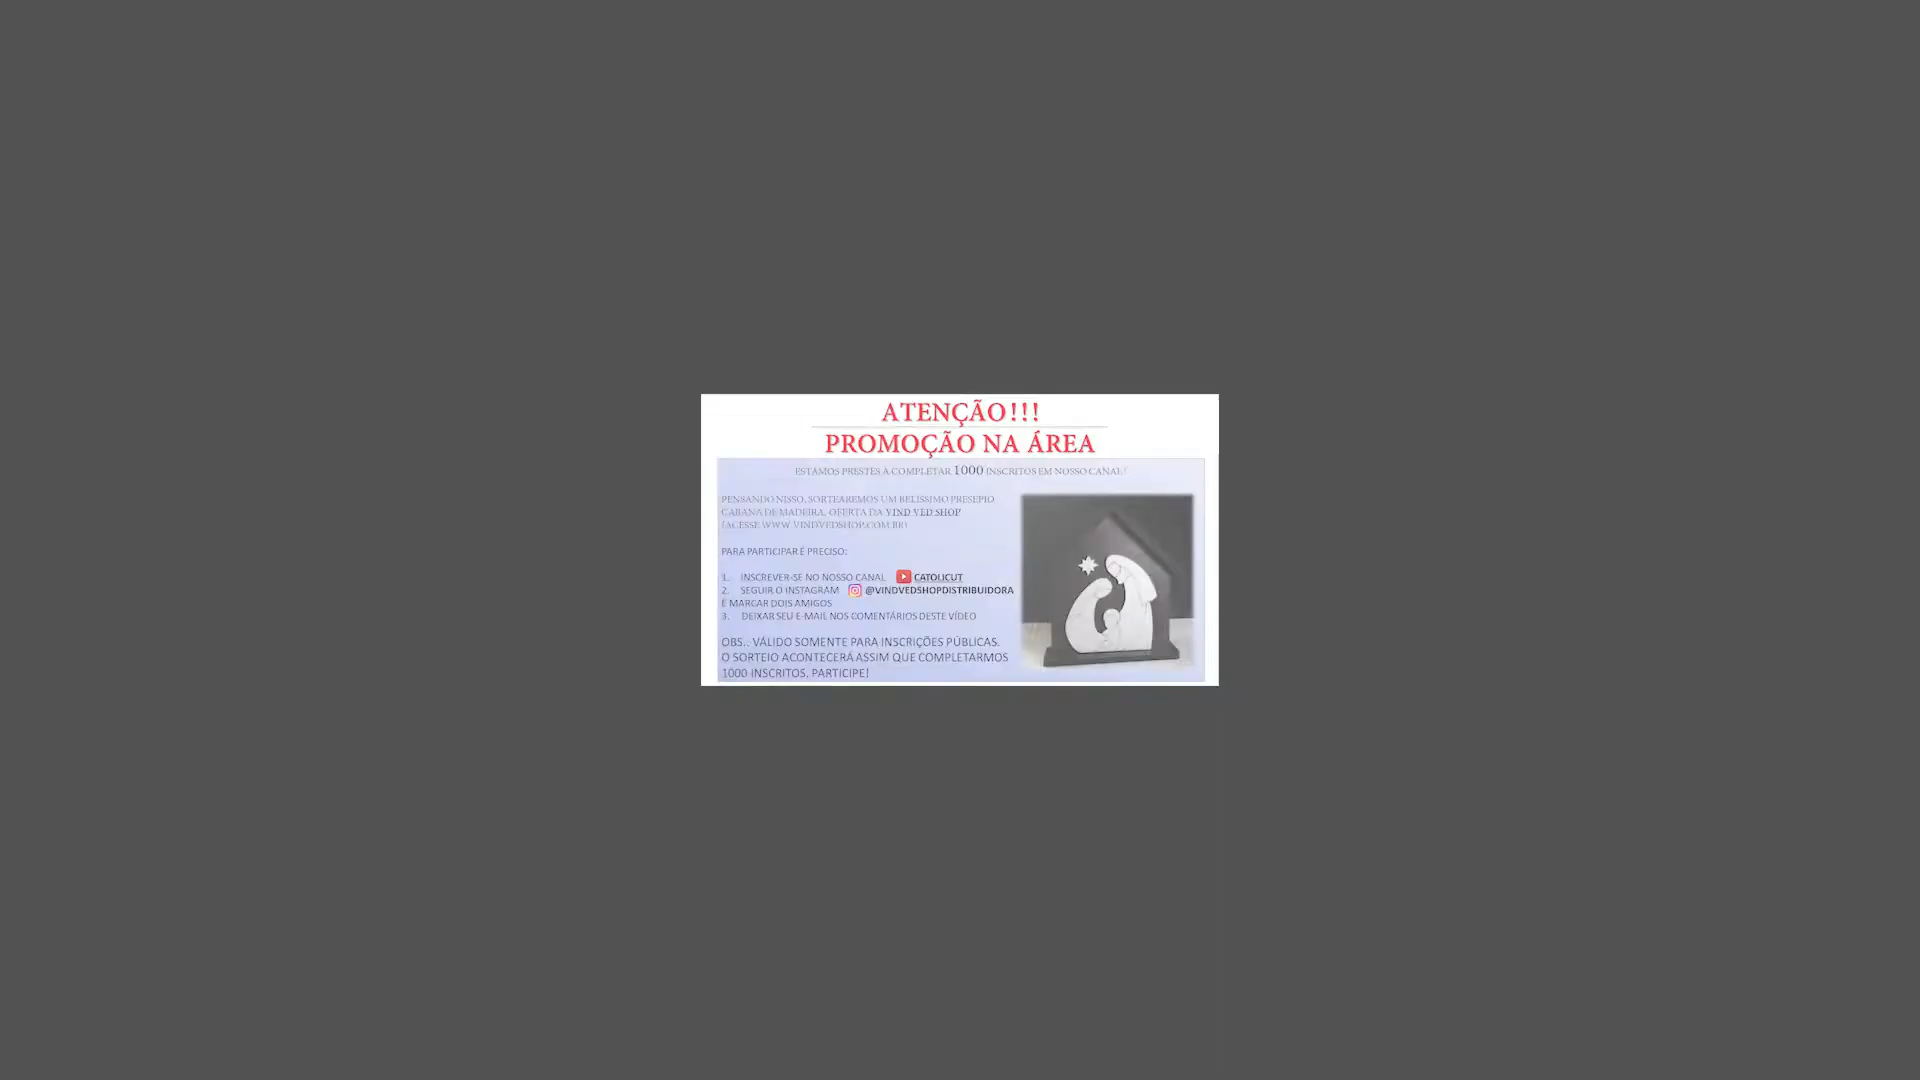 ATENÇÃO!!!
PROMOÇÃO NA ÁREA
ESTAMOS PRESTES A COMPLETAR 1000 INSCRITOS EM NOSSO CANAL!
PENSANDO NISSO, SORTEAREMOS UM BELÍSSIMO PRESÉPIO
CABANA DE MADEIRA, OFERTA DA VIND VED SHOP
(ACESSE WWW.VINDVEDSHOP.COM.BR)
PARA PARTICIPAR É PRECISO:
1. INSCREVER-SE NO NOSSO CANAL CATOLICUT
2. SEGUIR O INSTAGRAM @VINDVEDSHOPDISTRIBUIDORA
E MARCAR DOIS AMIGOS
3. DEIXAR SEU E-MAIL NOS COMENTÁRIOS DESTE VÍDEO
OBS.: VÁLIDO SOMENTE PARA INSCRIÇÕES PÚBLICAS.
O SORTEIO ACONTECERÁ ASSIM QUE COMPLETARMOS
1000 INSCRITOS, PARTICIPE!